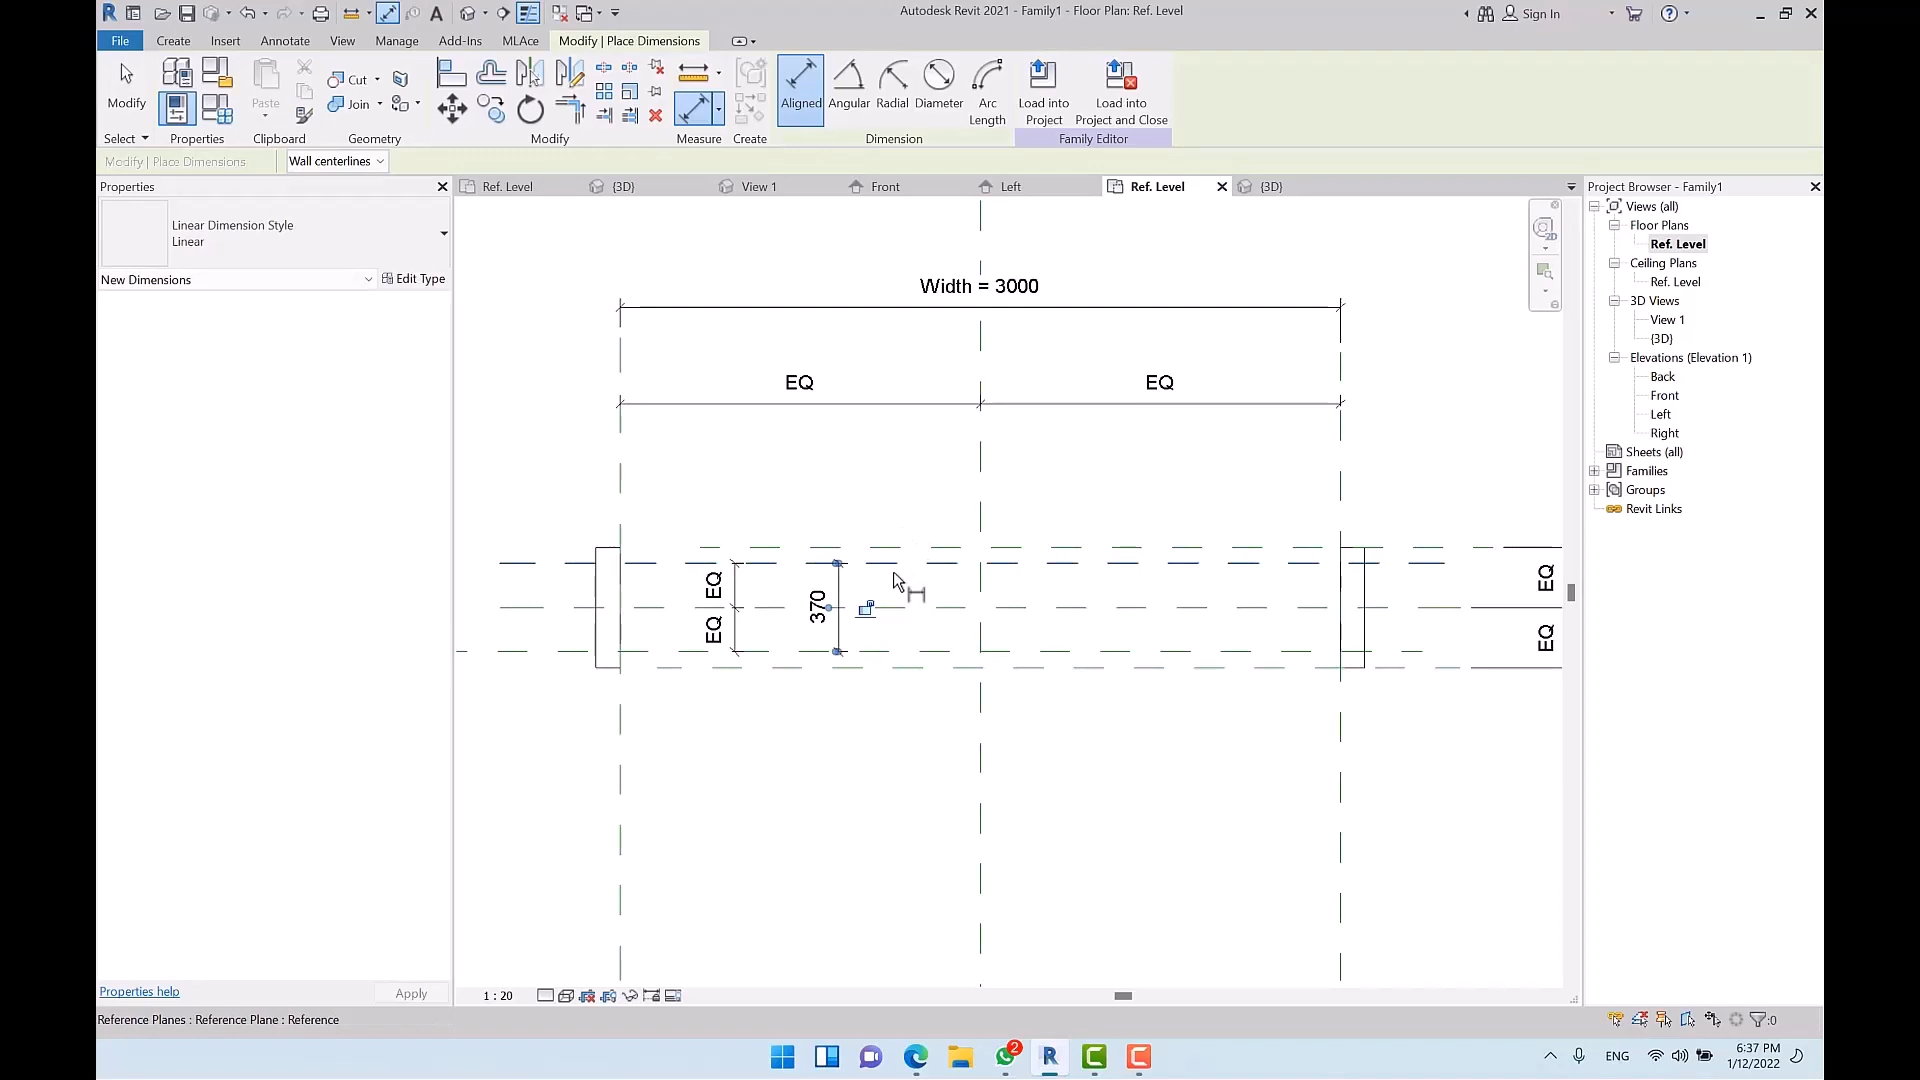 Autodesk Revit 2021 - Family1 - Floor Plan: Ref. Level
Sign In
File Create Insert Annotate View Manage Add-Ins MLAce Modify | Place Dimensions
Modify
Paste
Cut
Join
Aligned Angular Radial Diameter Arc Length
Load into Project
Load into Project and Close
Select Properties Clipboard Geometry Modify Measure Create Dimension Family Editor
Modify | Place Dimensions Wall centerlines
Properties
Ref. Level {3D} View 1 Front Left Ref. Level {3D}
Project Browser - Family1
Linear Dimension Style
Linear
New Dimensions Edit Type
Views (all)
Floor Plans
Ref. Level
Ceiling Plans
Ref. Level
3D Views
View 1
{3D}
Elevations (Elevation 1)
Back
Front
Left
Right
Sheets (all)
Families
Groups
Revit Links
2D
Width = 3000
EQ EQ
EQ
EQ
370
EQ
EQ
Properties help Apply
1 : 20
Reference Planes : Reference Plane : Reference
:0
2
ENG
6:37 PM
1/12/2022